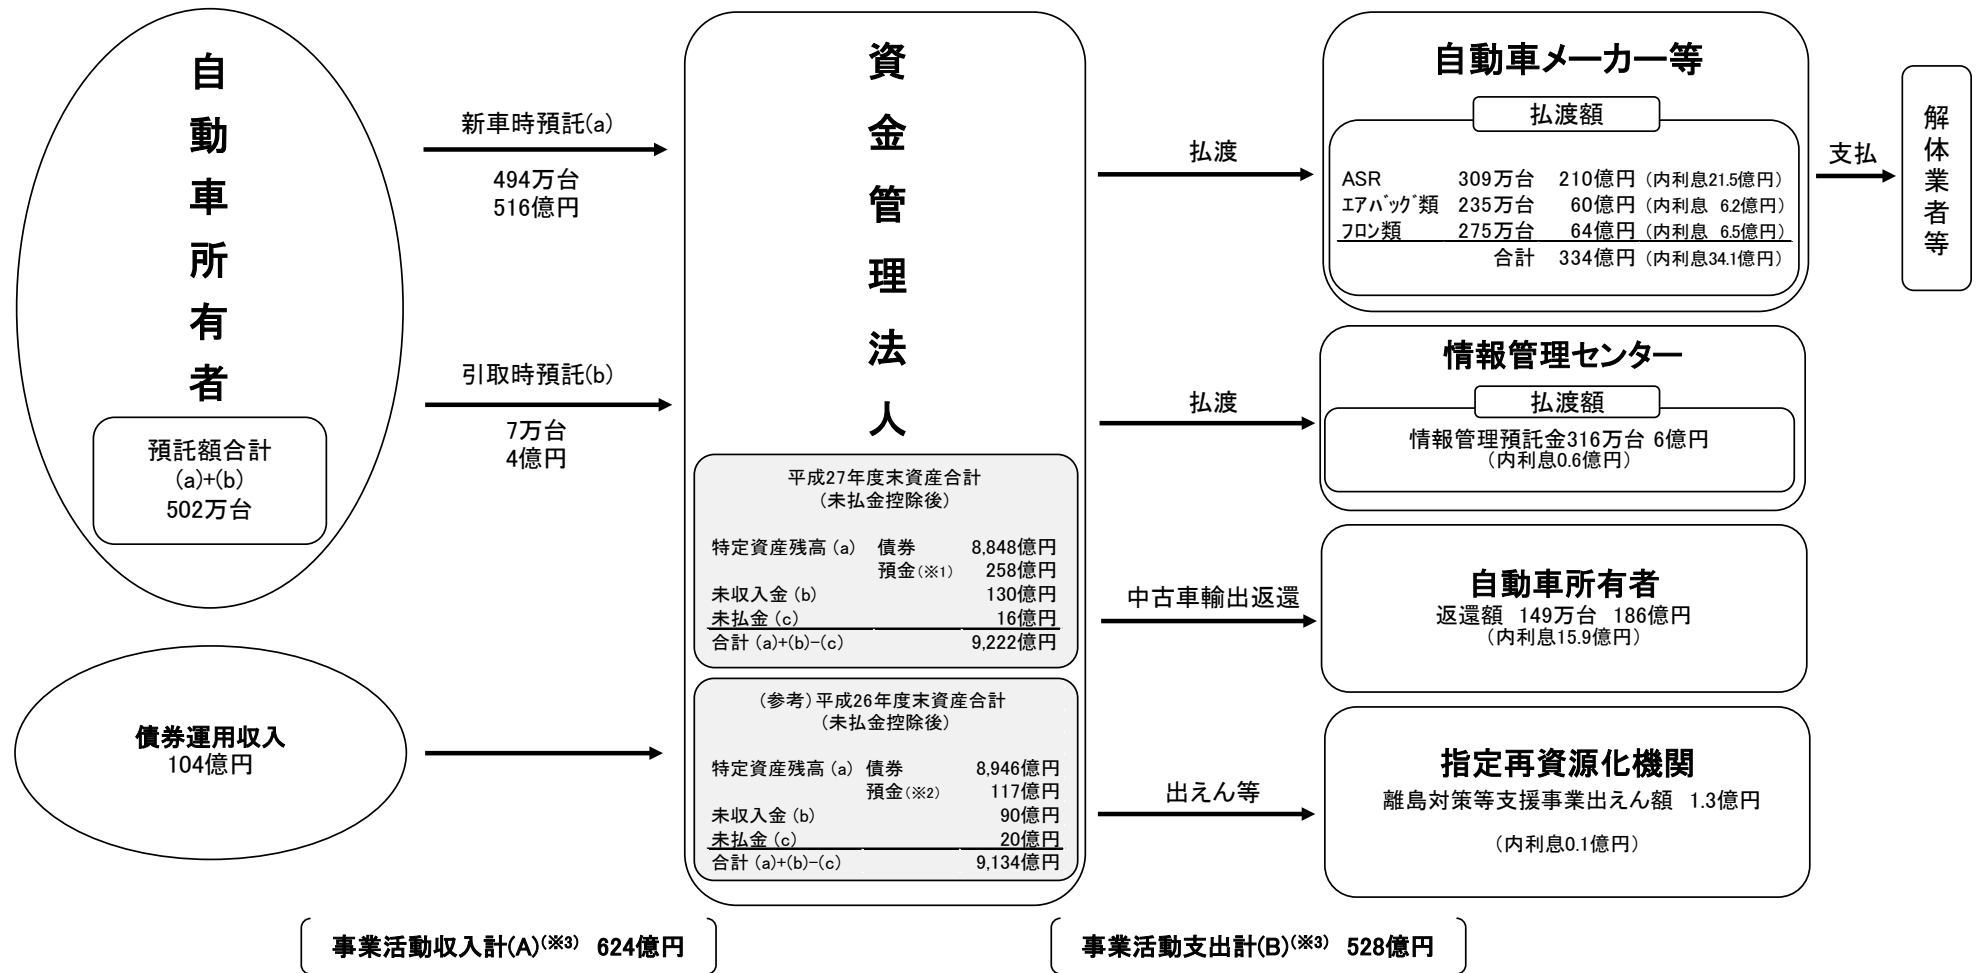 自動車所有者
預託額合計
(a)+(b)
502万台
新車時預託(a)
494万台
516億円
引取時預託(b)
7万台
4億円
債券運用収入
104億円
資金管理法人
平成27年度末資産合計
(未払金控除後)
特定資産残高(a) 債券 8,848億円
預金(※1) 258億円
未収入金(b) 130億円
未払金(c) 16億円
合計(a)+(b)-(c) 9,222億円
(参考)平成26年度末資産合計
(未払金控除後)
特定資産残高(a) 債券 8,946億円
預金(※2) 117億円
未収入金(b) 90億円
未払金(c) 20億円
合計(a)+(b)-(c) 9,134億円
払渡
自動車メーカー等
払渡額
ASR 309万台 210億円(内利息21.5億円)
エアバッグ類 235万台 60億円(内利息 6.2億円)
フロン類 275万台 64億円(内利息 6.5億円)
合計 334億円(内利息34.1億円)
支払
解体業者等
払渡
情報管理センター
払渡額
情報管理預託金316万台 6億円
(内利息0.6億円)
中古車輸出返還
自動車所有者
返還額 149万台 186億円
(内利息15.9億円)
出えん等
指定再資源化機関
離島対策等支援事業出えん額 1.3億円
(内利息0.1億円)
事業活動収入計(A)(※3) 624億円
事業活動支出計(B)(※3) 528億円